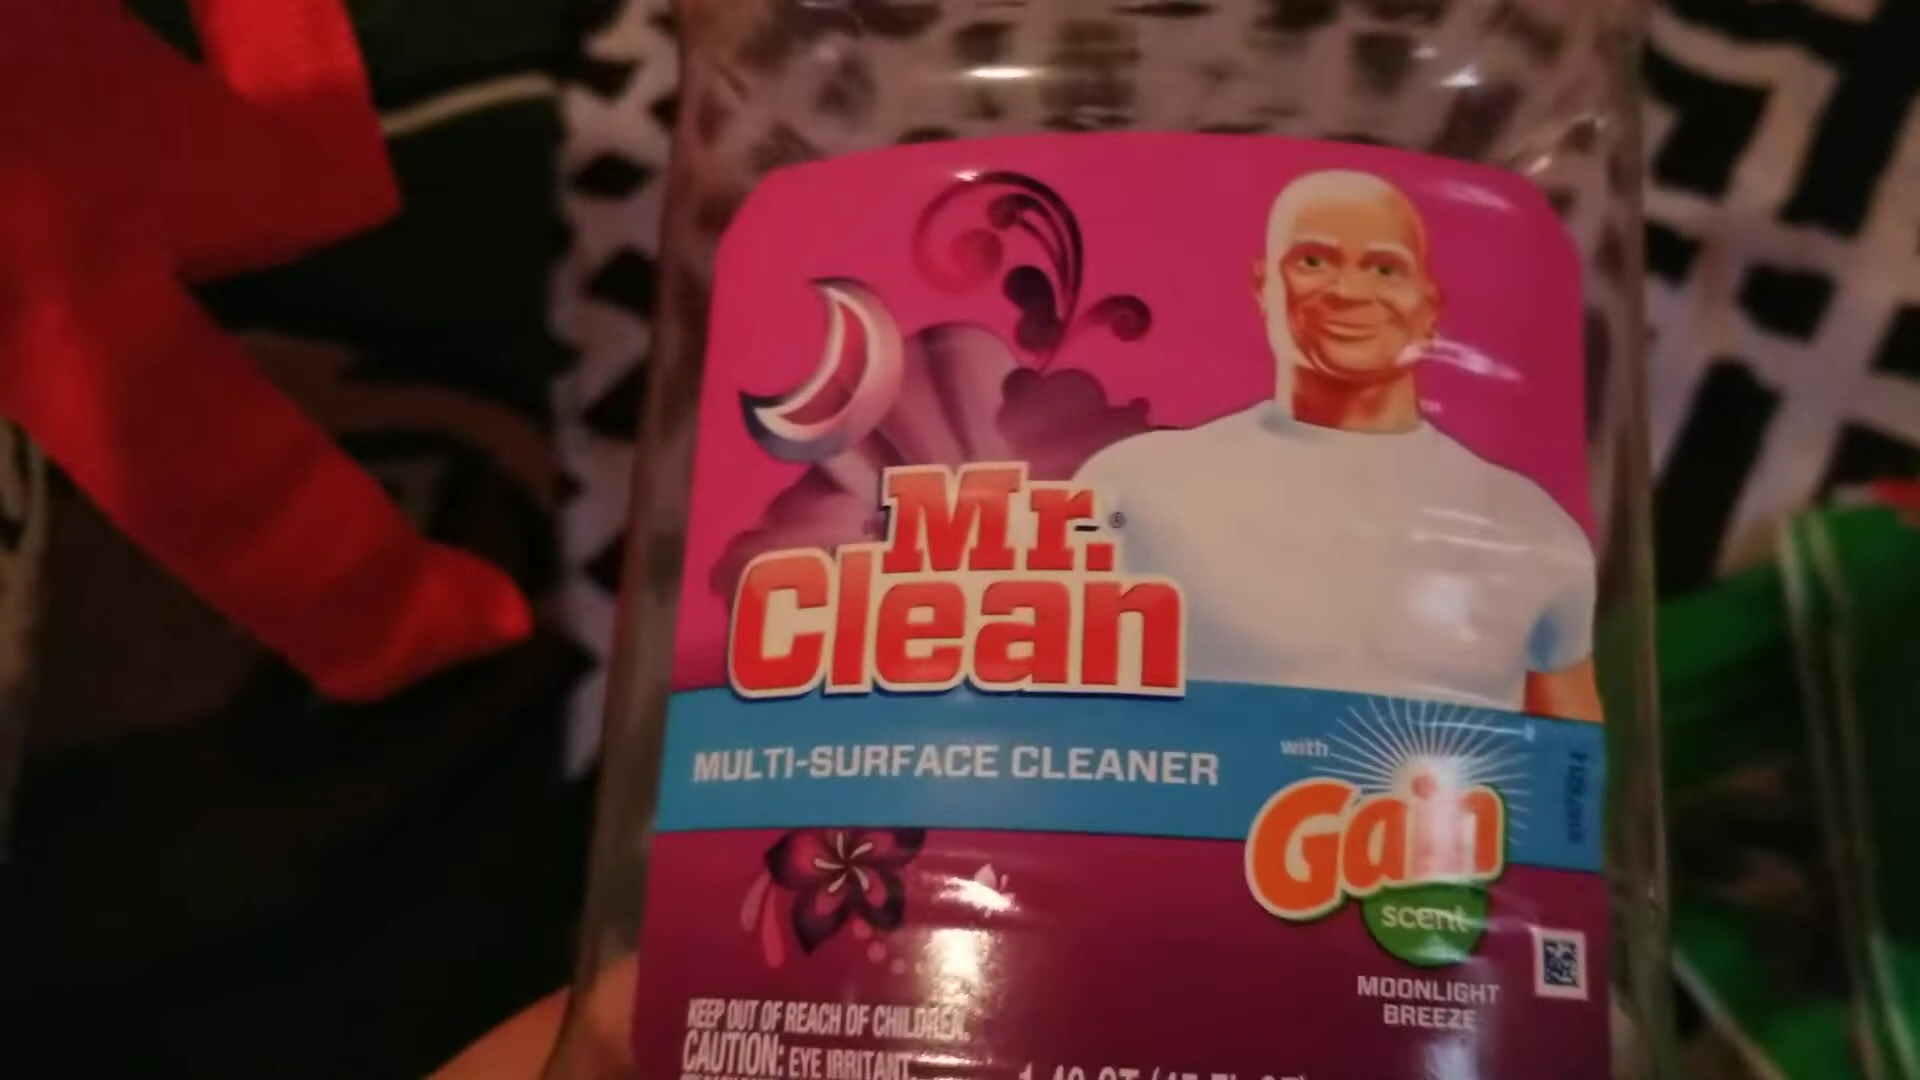 Mr.®
Clean
MULTI-SURFACE CLEANER
with
Gain
scent
MOONLIGHT
BREEZE
KEEP OUT OF REACH OF CHILDREN.
CAUTION: EYE IRRITANT.